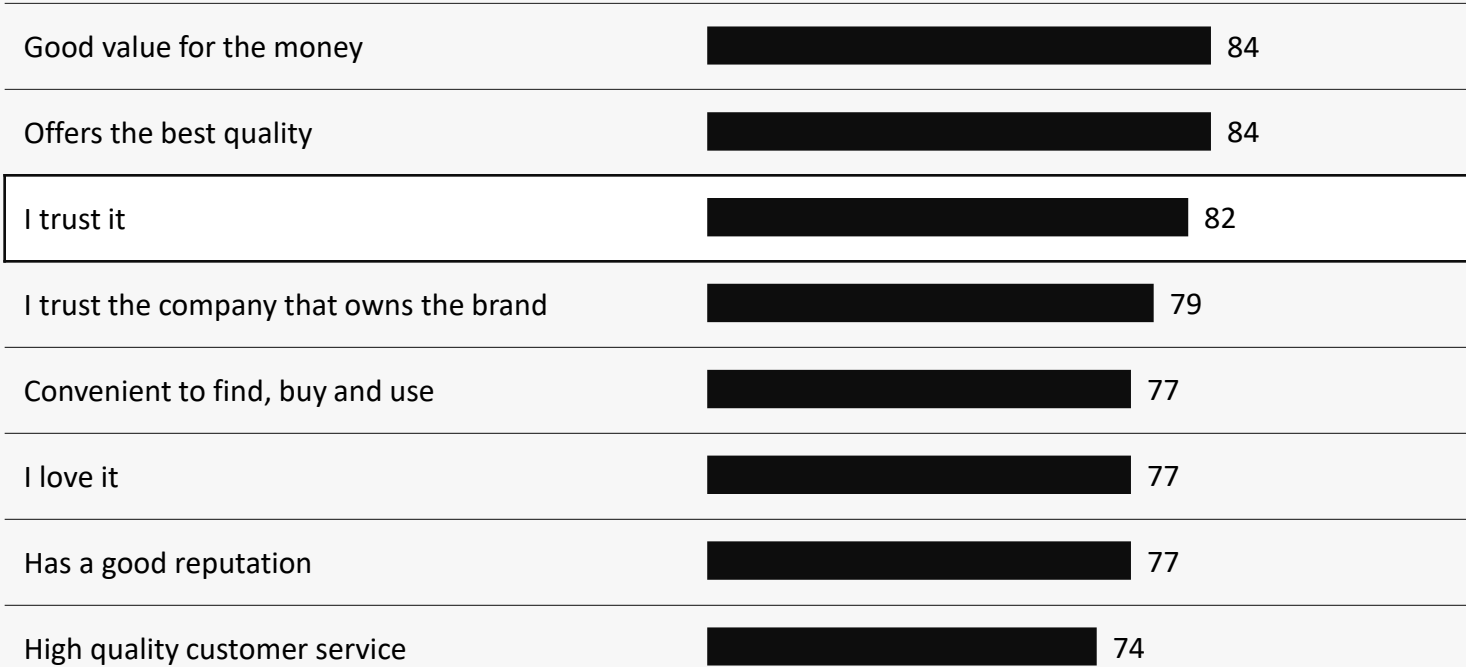 Good value for the money 84
Offers the best quality 84
I trust it 82
I trust the company that owns the brand 79
Convenient to find, buy and use 77
I love it 77
Has a good reputation 77
High quality customer service 74